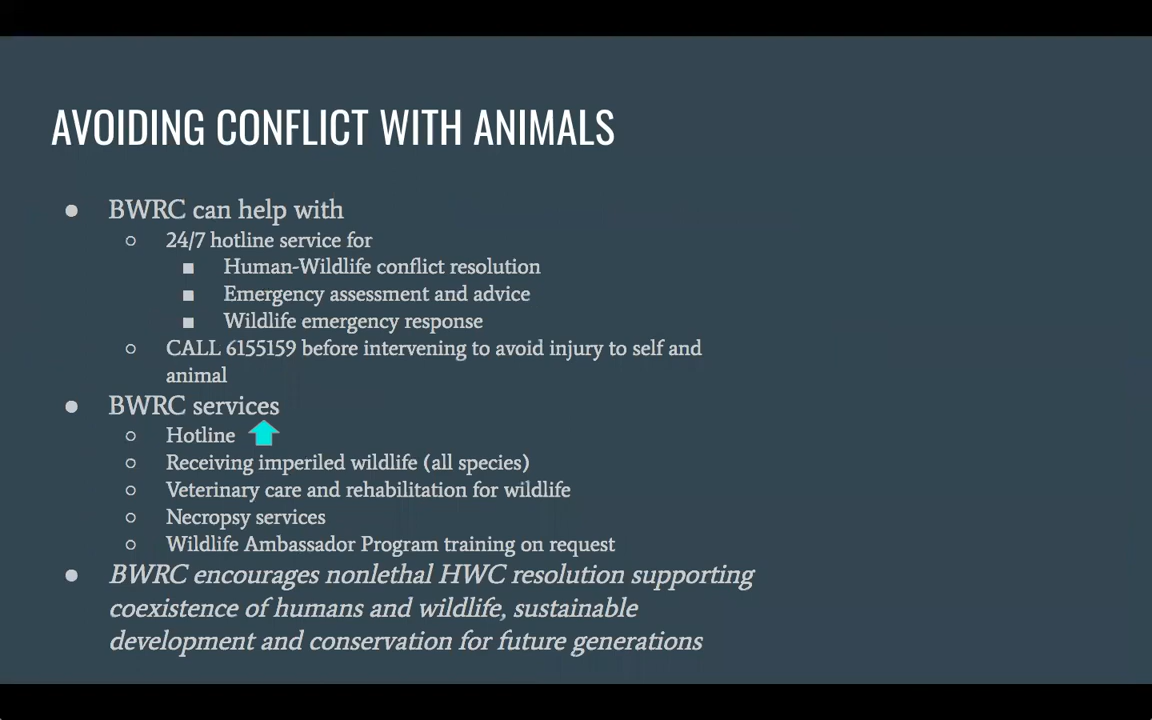 AVOIDING CONFLICT WITH ANIMALS
● BWRC can help with
○ 24/7 hotline service for
■ Human-Wildlife conflict resolution
■ Emergency assessment and advice
■ Wildlife emergency response
○ CALL 6155159 before intervening to avoid injury to self and
animal
● BWRC services
○ Hotline
○ Receiving imperiled wildlife (all species)
○ Veterinary care and rehabilitation for wildlife
○ Necropsy services
○ Wildlife Ambassador Program training on request
● BWRC encourages nonlethal HWC resolution supporting
coexistence of humans and wildlife, sustainable
development and conservation for future generations